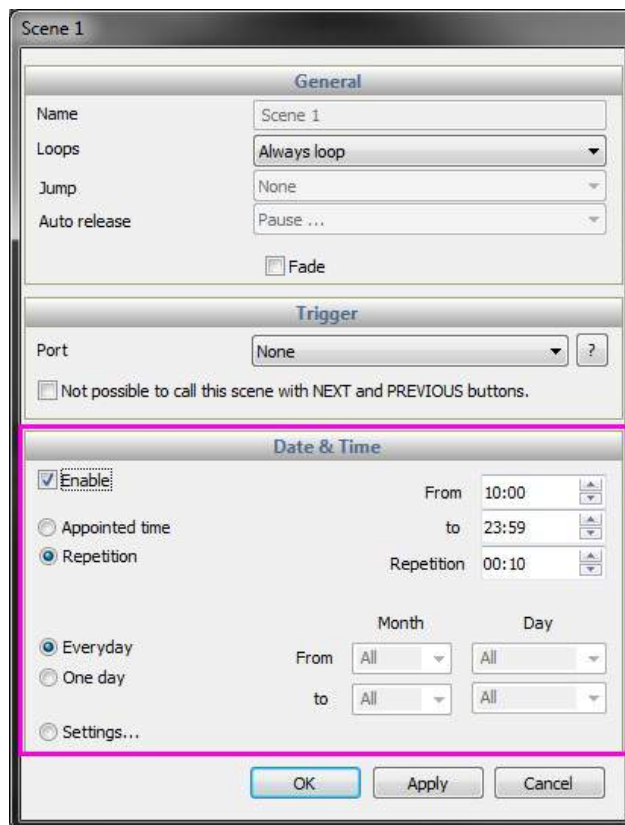 Scene 1
General
Name Scene 1
Loops Always loop
Jump None
Auto release Pause ...
Fade
Trigger
Port None ?
Not possible to call this scene with NEXT and PREVIOUS buttons.
Date & Time
Enable
From 10:00
Appointed time to 23:59
Repetition Repetition 00:10
Month Day
Everyday From All All
One day to All All
Settings...
OK Apply Cancel